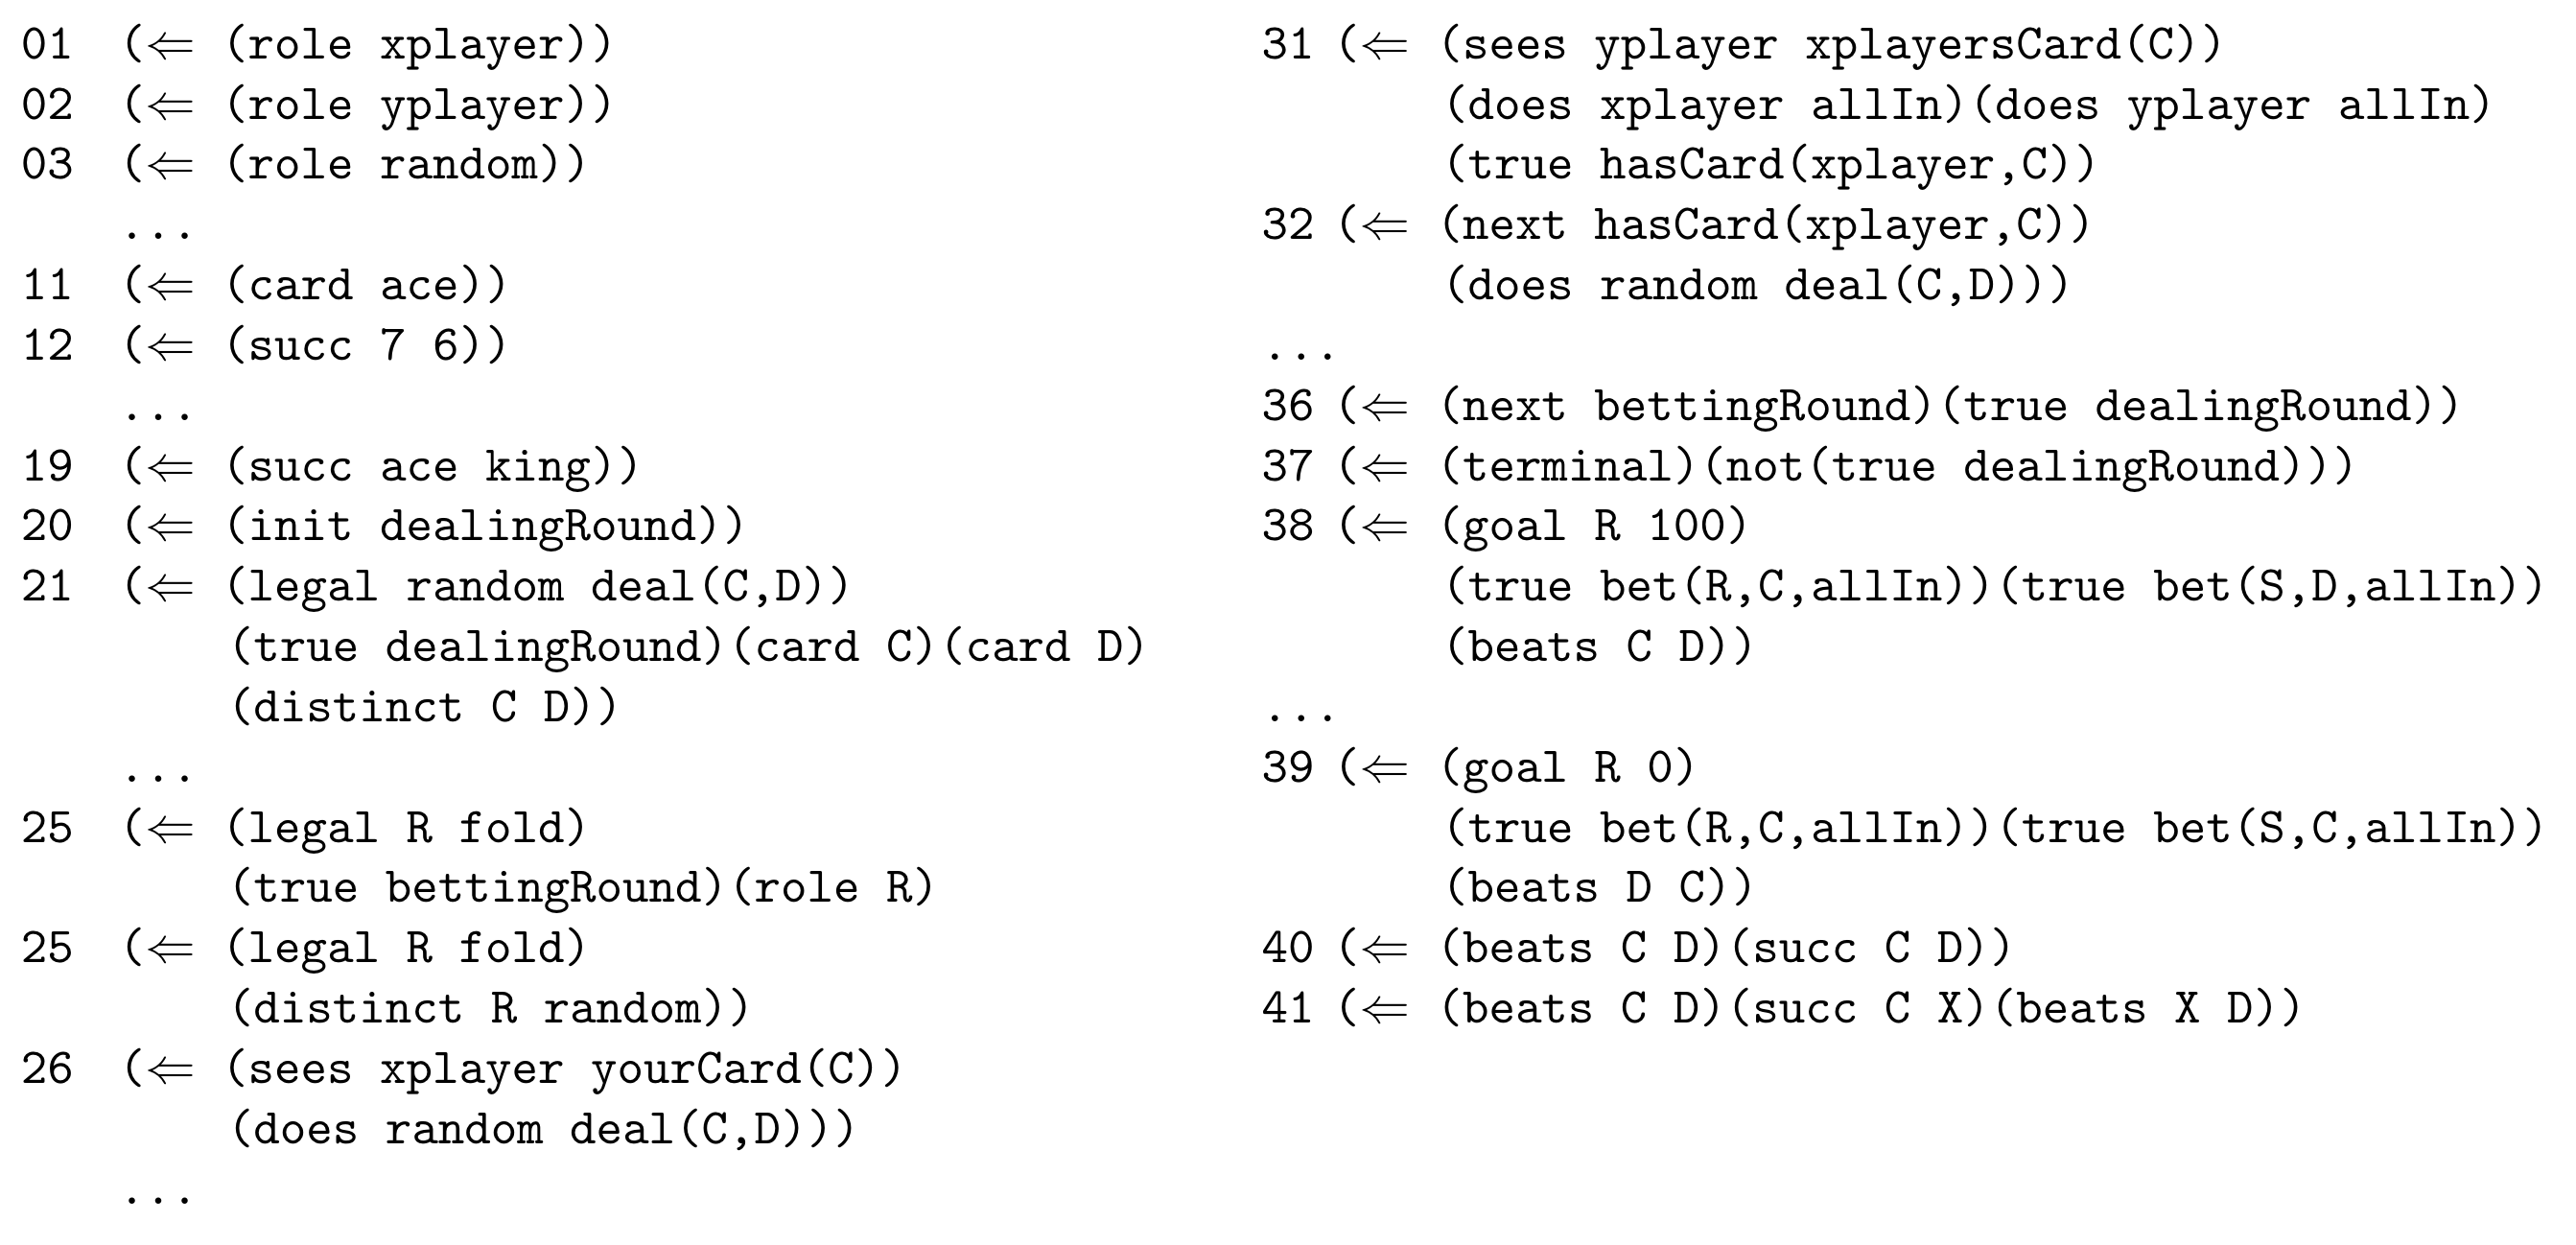 01 (⇐ (role xplayer))
02 (⇐ (role yplayer))
03 (⇐ (role random))
...
11 (⇐ (card ace))
12 (⇐ (succ 7 6))
...
19 (⇐ (succ ace king))
20 (⇐ (init dealingRound))
21 (⇐ (legal random deal(C,D))
(true dealingRound)(card C)(card D)
(distinct C D))
...
25 (⇐ (legal R fold)
(true bettingRound)(role R)
25 (⇐ (legal R fold)
(distinct R random))
26 (⇐ (sees xplayer yourCard(C))
(does random deal(C,D)))
...
31 (⇐ (sees yplayer xplayersCard(C))
(does xplayer allIn)(does yplayer allIn)
(true hasCard(xplayer,C))
32 (⇐ (next hasCard(xplayer,C))
(does random deal(C,D)))
...
36 (⇐ (next bettingRound)(true dealingRound))
37 (⇐ (terminal)(not(true dealingRound)))
38 (⇐ (goal R 100)
(true bet(R,C,allIn))(true bet(S,D,allIn))
(beats C D))
...
39 (⇐ (goal R 0)
(true bet(R,C,allIn))(true bet(S,C,allIn))
(beats D C))
40 (⇐ (beats C D)(succ C D))
41 (⇐ (beats C D)(succ C X)(beats X D))